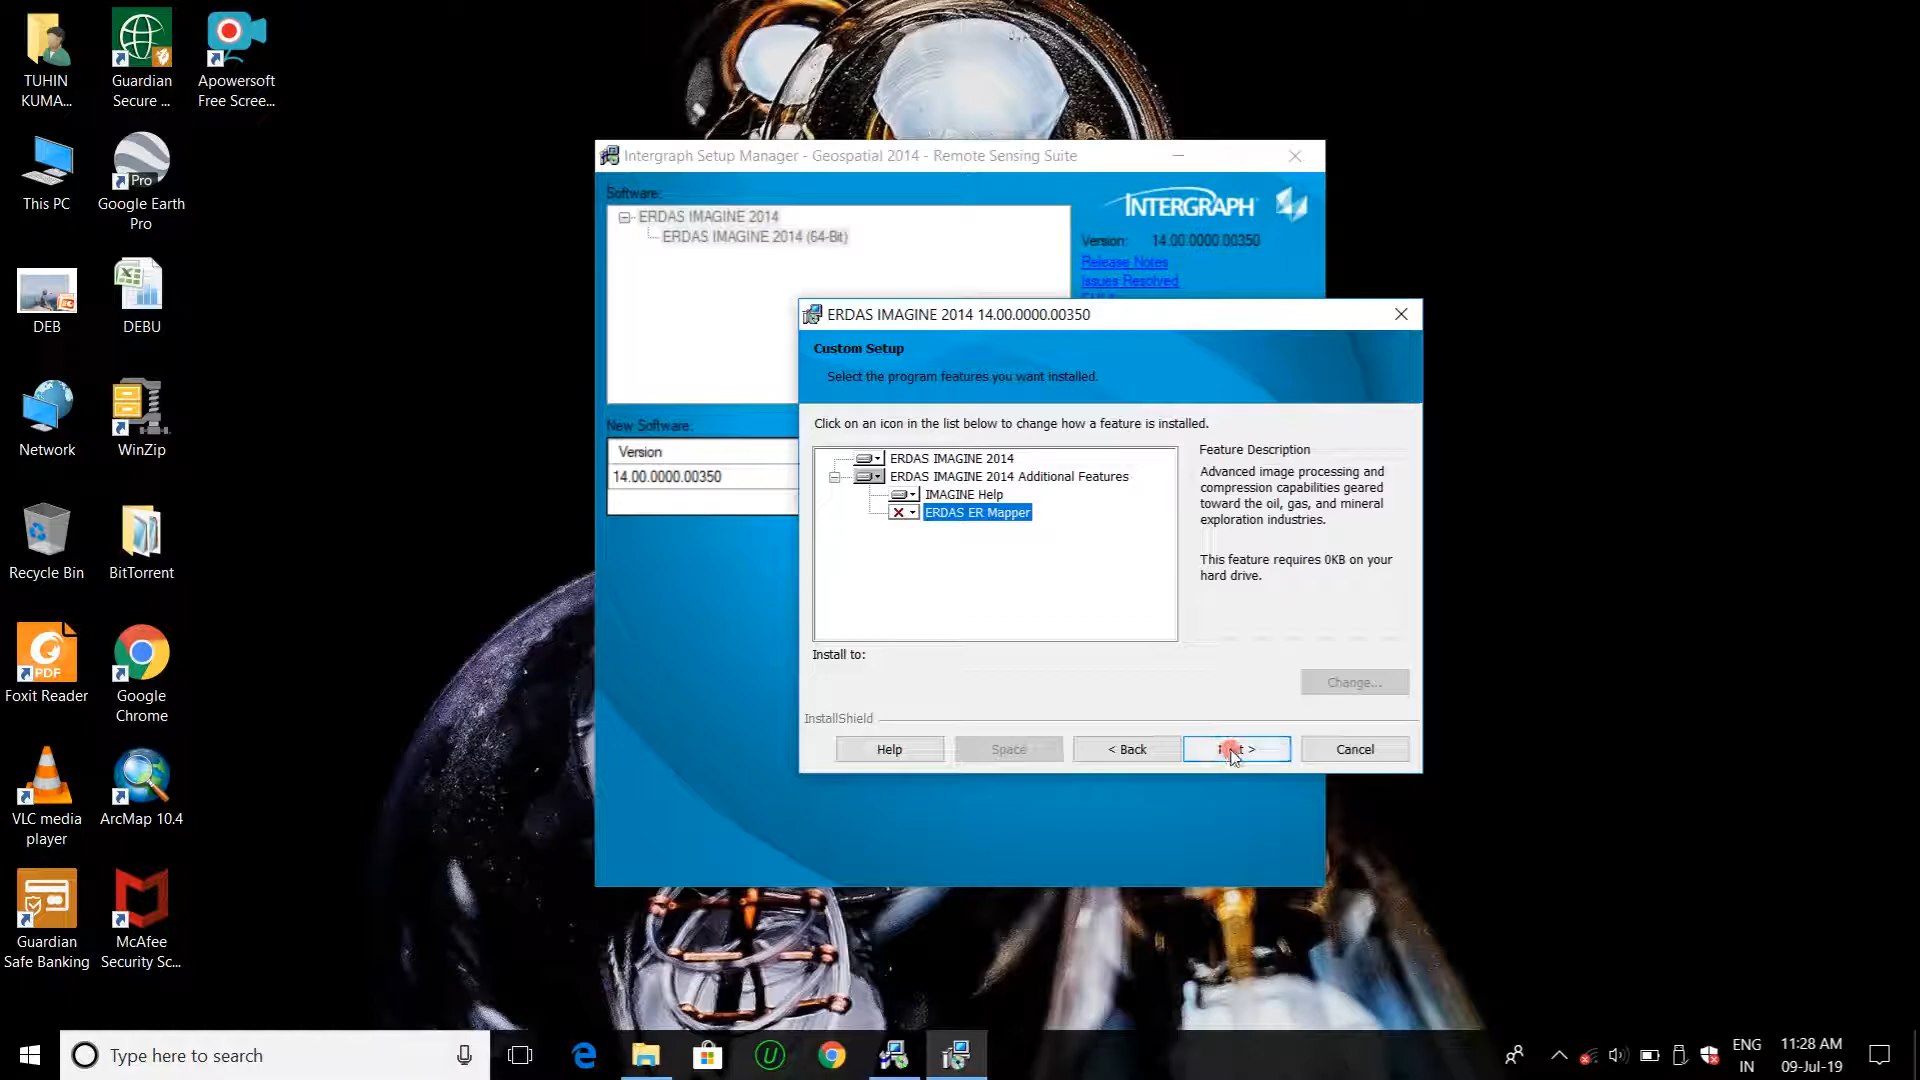 TUHIN
KUMA...
Guardian
Secure ...
Apowersoft
Free Scree...
This PC
Pro
Google Earth
Pro
DEB
DEBU
Network
WinZip
Recycle Bin
BitTorrent
PDF
Foxit Reader
Google
Chrome
VLC media
player
ArcMap 10.4
Guardian
Safe Banking
McAfee
Security Sc...
Intergraph Setup Manager - Geospatial 2014 - Remote Sensing Suite
Software:
ERDAS IMAGINE 2014
ERDAS IMAGINE 2014 (64-Bit)
INTERGRAPH
Version: 14.00.0000.00350
Release Notes
Issues Resolved
New Software:
Version
14.00.0000.00350
ERDAS IMAGINE 2014 14.00.0000.00350
Custom Setup
Select the program features you want installed.
Click on an icon in the list below to change how a feature is installed.
ERDAS IMAGINE 2014
ERDAS IMAGINE 2014 Additional Features
IMAGINE Help
ERDAS ER Mapper
Feature Description
Advanced image processing and
compression capabilities geared
toward the oil, gas, and mineral
exploration industries.
This feature requires 0KB on your
hard drive.
Install to:
Change...
InstallShield
Help
Space
< Back
>
Cancel
Type here to search
ENG
IN
11:28 AM
09-Jul-19